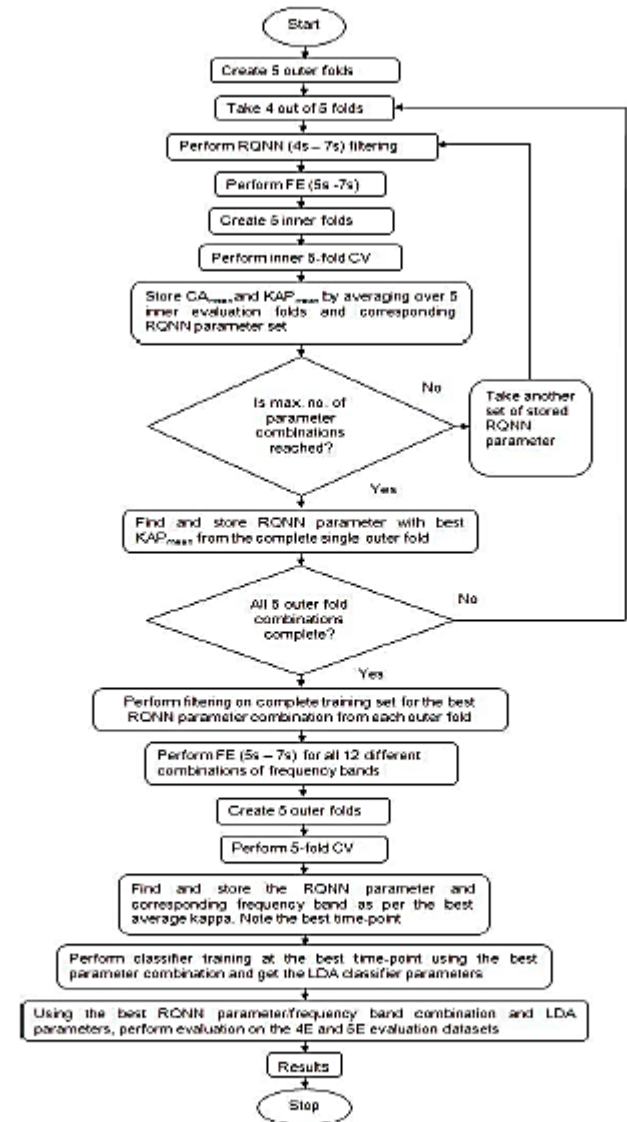 Start
Create 5 outer folds
Take 4 out of 5 folds
Perform RQNN (4s – 7s) filtering
Perform FE (5s -7s)
Create 5 inner folds
Perform inner 5-fold CV
Store CAmean and KAPmean by averaging over 5
inner evaluation folds and corresponding
RQNN parameter set
Is max. no. of
parameter
combinations
reached?
No
Take another
set of stored
RQNN
parameter
Yes
Find and store RQNN parameter with best
KAPmean from the complete single outer fold
All 5 outer fold
combinations
complete?
No
Yes
Perform filtering on complete training set for the best
RQNN parameter combination from each outer fold
Perform FE (5s – 7s) for all 12 different
combinations of frequency bands
Create 5 outer folds
Perform 5-fold CV
Find and store the RQNN parameter and
corresponding frequency band as per the best
average kappa. Note the best time-point
Perform classifier training at the best time-point using the best
parameter combination and get the LDA classifier parameters
Using the best RQNN parameter/frequency band combination and LDA
parameters, perform evaluation on the 4E and 5E evaluation datasets
Results
Stop